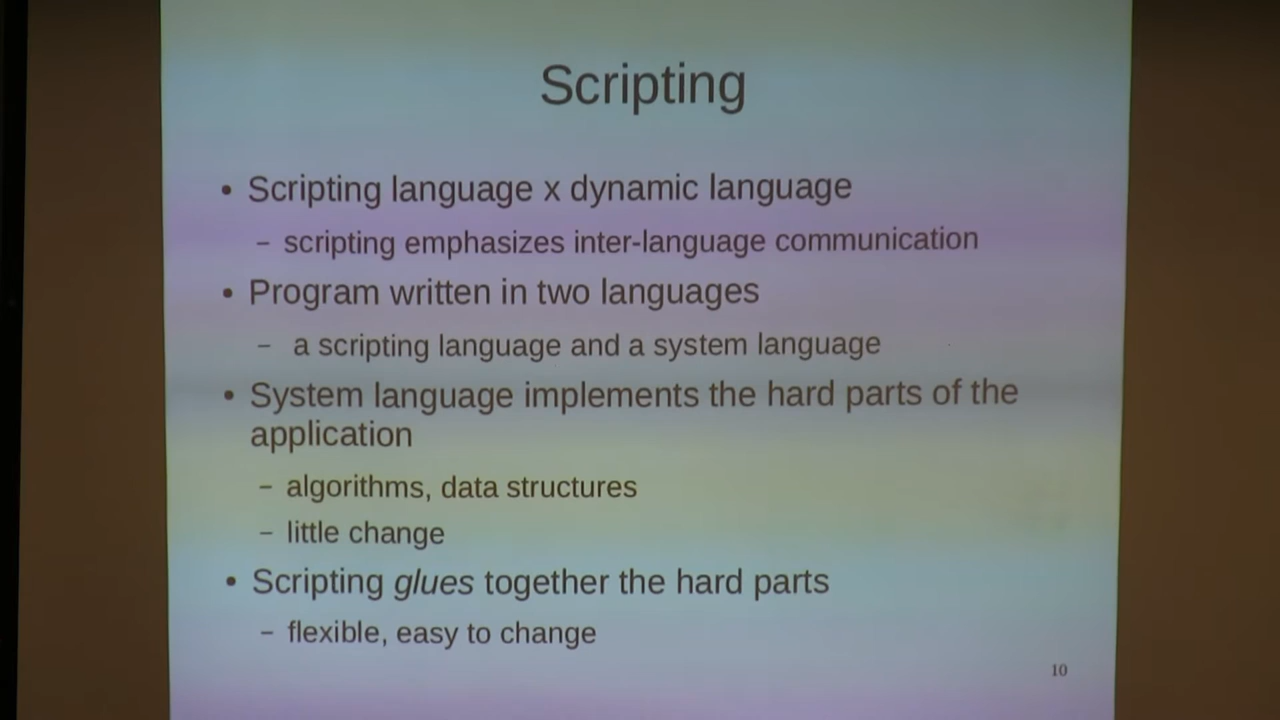 Scripting
• Scripting language x dynamic language
– scripting emphasizes inter-language communication
• Program written in two languages
– a scripting language and a system language
• System language implements the hard parts of the
application
– algorithms, data structures
– little change
• Scripting glues together the hard parts
– flexible, easy to change
10